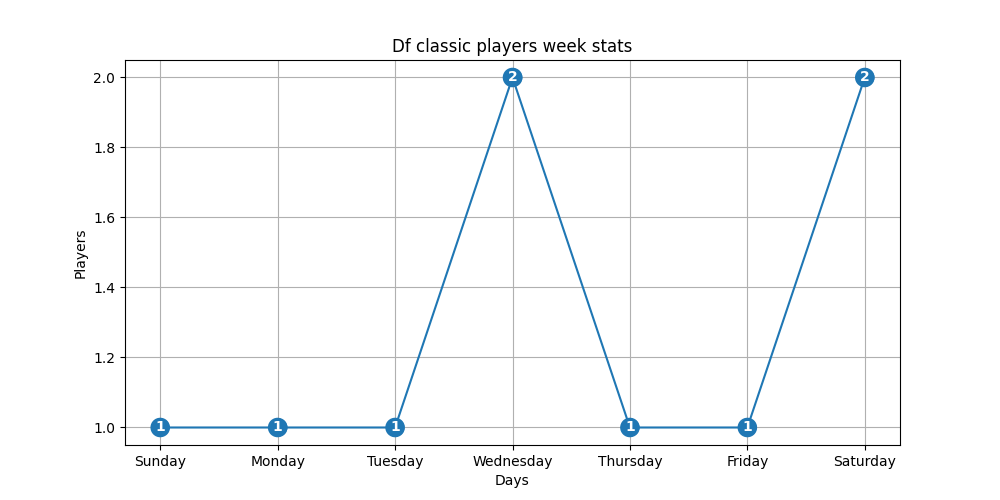 Df classic players week stats
Players
2.0
1.8
1.6
1.4
1.2
1.0
1
1
1
2
1
1
2
Sunday
Monday
Tuesday
Wednesday
Thursday
Friday
Saturday
Days